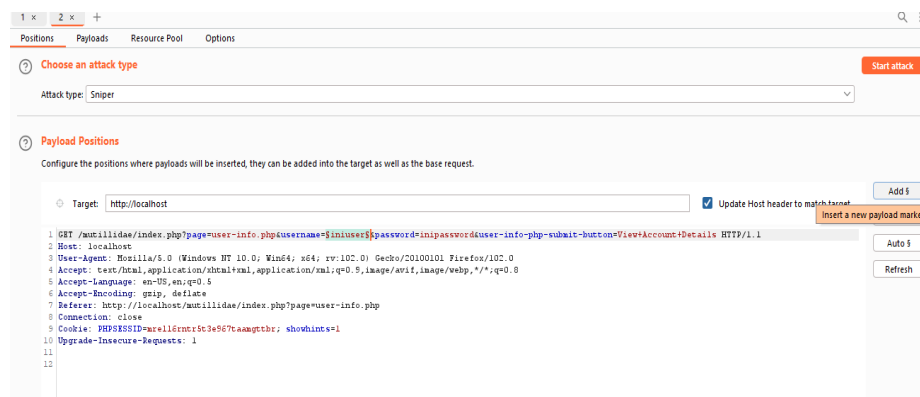 1 × 2 × +
Positions Payloads Resource Pool Options
? Choose an attack type
Start attack
Attack type: Sniper
? Payload Positions
Configure the positions where payloads will be inserted, they can be added into the target as well as the base request.
Add §
Target: http://localhost
Update Host header to match target
Insert a new payload marke
1 GET /mutillidae/index.php?page=user-info.php&username=§iniuser§&password=inipassword&user-info-php-submit-button=View+Account+Details HTTP/1.1
Auto §
2 Host: localhost
3 User-Agent: Mozilla/5.0 (Windows NT 10.0; Win64; x64; rv:102.0) Gecko/20100101 Firefox/102.0
4 Accept: text/html,application/xhtml+xml,application/xml;q=0.9,image/avif,image/webp,*/*;q=0.8
Refresh
5 Accept-Language: en-US,en;q=0.5
6 Accept-Encoding: gzip, deflate
7 Referer: http://localhost/mutillidae/index.php?page=user-info.php
8 Connection: close
9 Cookie: PHPSESSID=mrell6rntr5t3e967taamgttbr; showhints=1
10 Upgrade-Insecure-Requests: 1
11
12